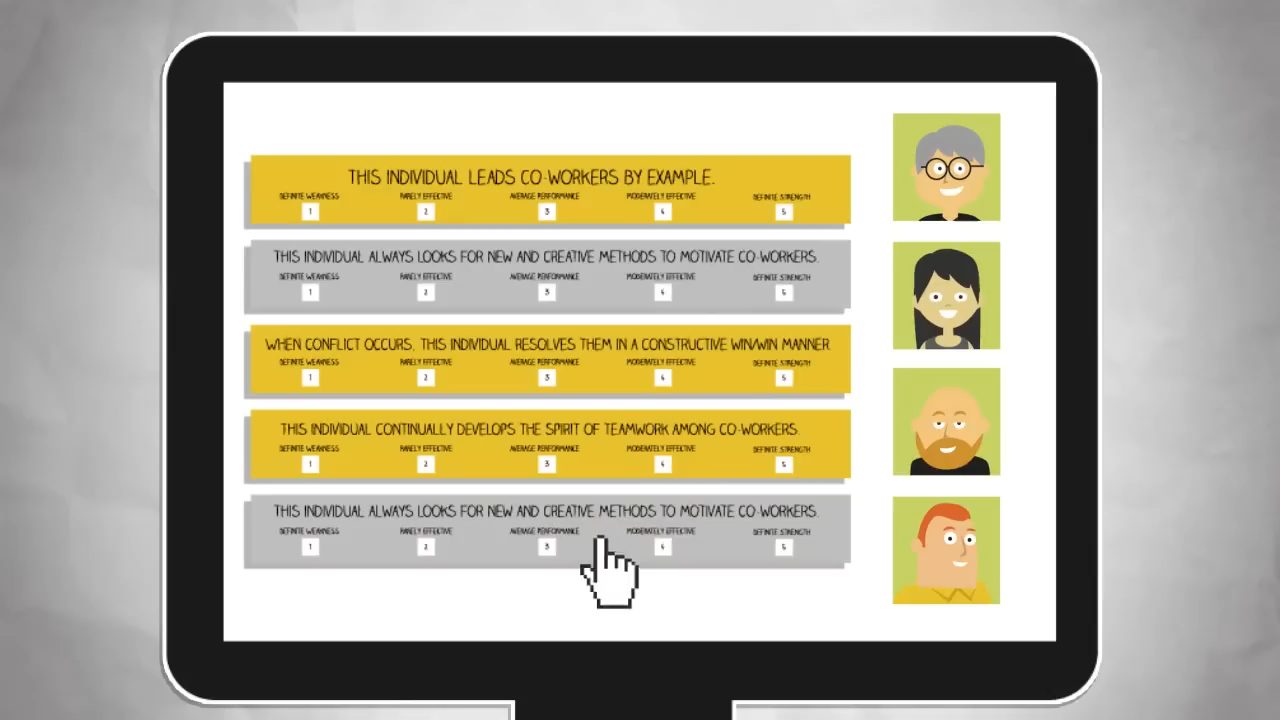 THIS INDIVIDUAL LEADS CO-WORKERS BY EXAMPLE.
DEFINITE WEAKNESS RARELY EFFECTIVE AVERAGE PERFORMANCE MODERATELY EFFECTIVE DEFINITE STRENGTH
1 2 3 4 5
THIS INDIVIDUAL ALWAYS LOOKS FOR NEW AND CREATIVE METHODS TO MOTIVATE CO-WORKERS.
DEFINITE WEAKNESS RARELY EFFECTIVE AVERAGE PERFORMANCE MODERATELY EFFECTIVE DEFINITE STRENGTH
1 2 3 4 5
WHEN CONFLICT OCCURS, THIS INDIVIDUAL RESOLVES THEM IN A CONSTRUCTIVE WIN/WIN MANNER.
DEFINITE WEAKNESS RARELY EFFECTIVE AVERAGE PERFORMANCE MODERATELY EFFECTIVE DEFINITE STRENGTH
1 2 3 4 5
THIS INDIVIDUAL CONTINUALLY DEVELOPS THE SPIRIT OF TEAMWORK AMONG CO-WORKERS.
DEFINITE WEAKNESS RARELY EFFECTIVE AVERAGE PERFORMANCE MODERATELY EFFECTIVE DEFINITE STRENGTH
1 2 3 4 5
THIS INDIVIDUAL ALWAYS LOOKS FOR NEW AND CREATIVE METHODS TO MOTIVATE CO-WORKERS.
DEFINITE WEAKNESS RARELY EFFECTIVE AVERAGE PERFORMANCE MODERATELY EFFECTIVE DEFINITE STRENGTH
1 2 3 4 5